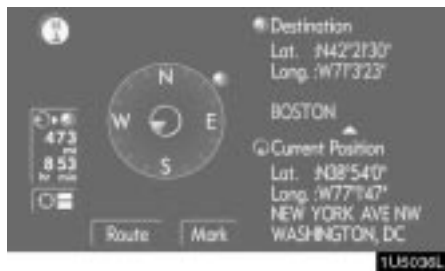 Destination
Lat. :N42°21'30"
Long. :W71°3'23"
BOSTON
Current Position
Lat. :N38°54'0"
Long. :W77°1'47"
NEW YORK AVE NW
WASHINGTON, DC
N
W E
S
473
mi
8 53
hr min
Route Mark
1U5036L